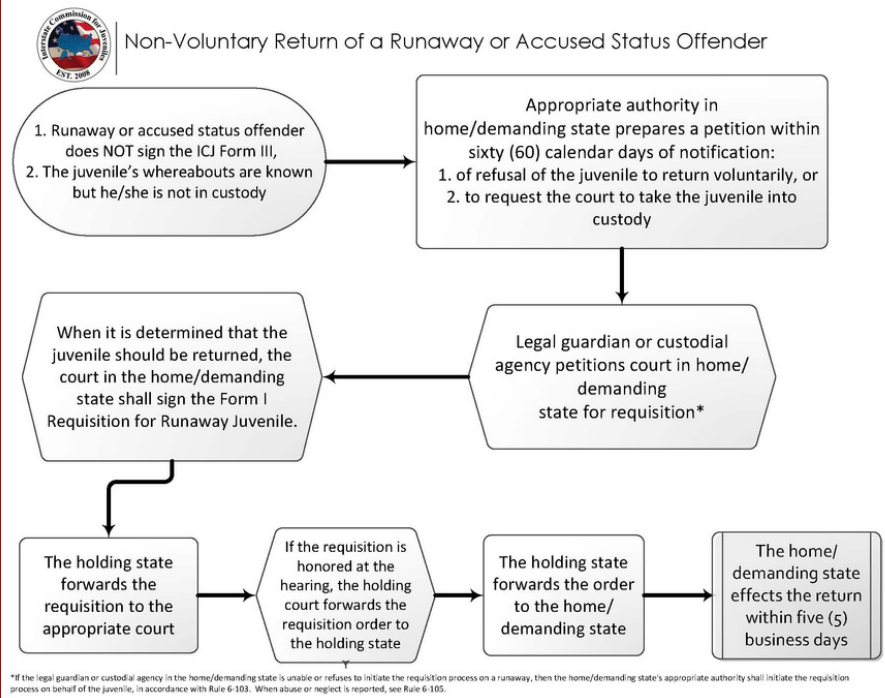 Interstate Commission for Juveniles
EST. 2008
Non-Voluntary Return of a Runaway or Accused Status Offender
1. Runaway or accused status offender
does NOT sign the ICJ Form III,
2. The juvenile's whereabouts are known
but he/she is not in custody
Appropriate authority in
home/demanding state prepares a petition within
sixty (60) calendar days of notification:
1. of refusal of the juvenile to return voluntarily, or
2. to request the court to take the juvenile into
custody
Legal guardian or custodial
agency petitions court in home/
demanding
state for requisition*
When it is determined that the
juvenile should be returned, the
court in the home/demanding
state shall sign the Form I
Requisition for Runaway Juvenile.
The holding state
forwards the
requisition to the
appropriate court
If the requisition is
honored at the
hearing, the holding
court forwards the
requisition order to
the holding state
The holding state
forwards the order
to the home/
demanding state
The home/
demanding state
effects the return
within five (5)
business days
*If the legal guardian or custodial agency in the home/demanding state is unable or refuses to initiate the requisition process on a runaway, then the home/demanding state's appropriate authority shall initiate the requisition
process on behalf of the juvenile, in accordance with Rule 6-103. When abuse or neglect is reported, see Rule 6-105.